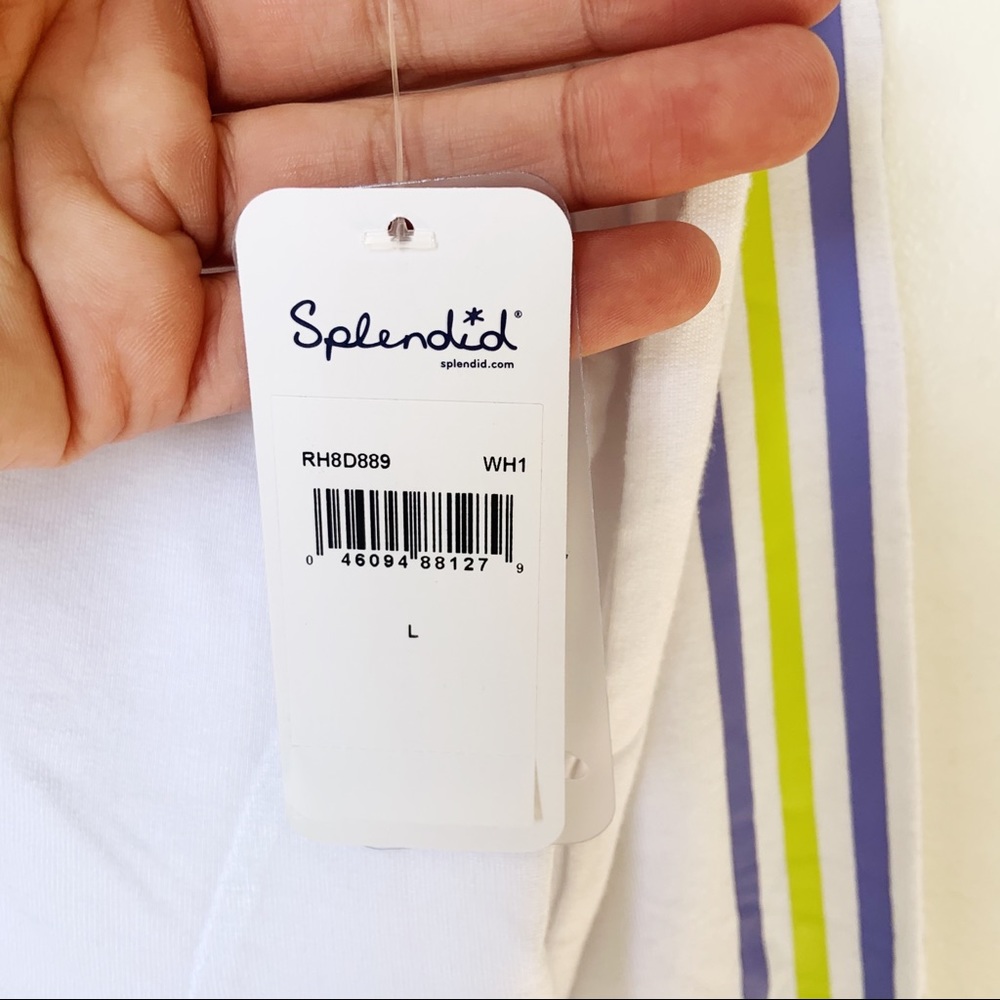 Splendid®
splendid.com
RH8D889 WH1
0 46094 88127 9
L